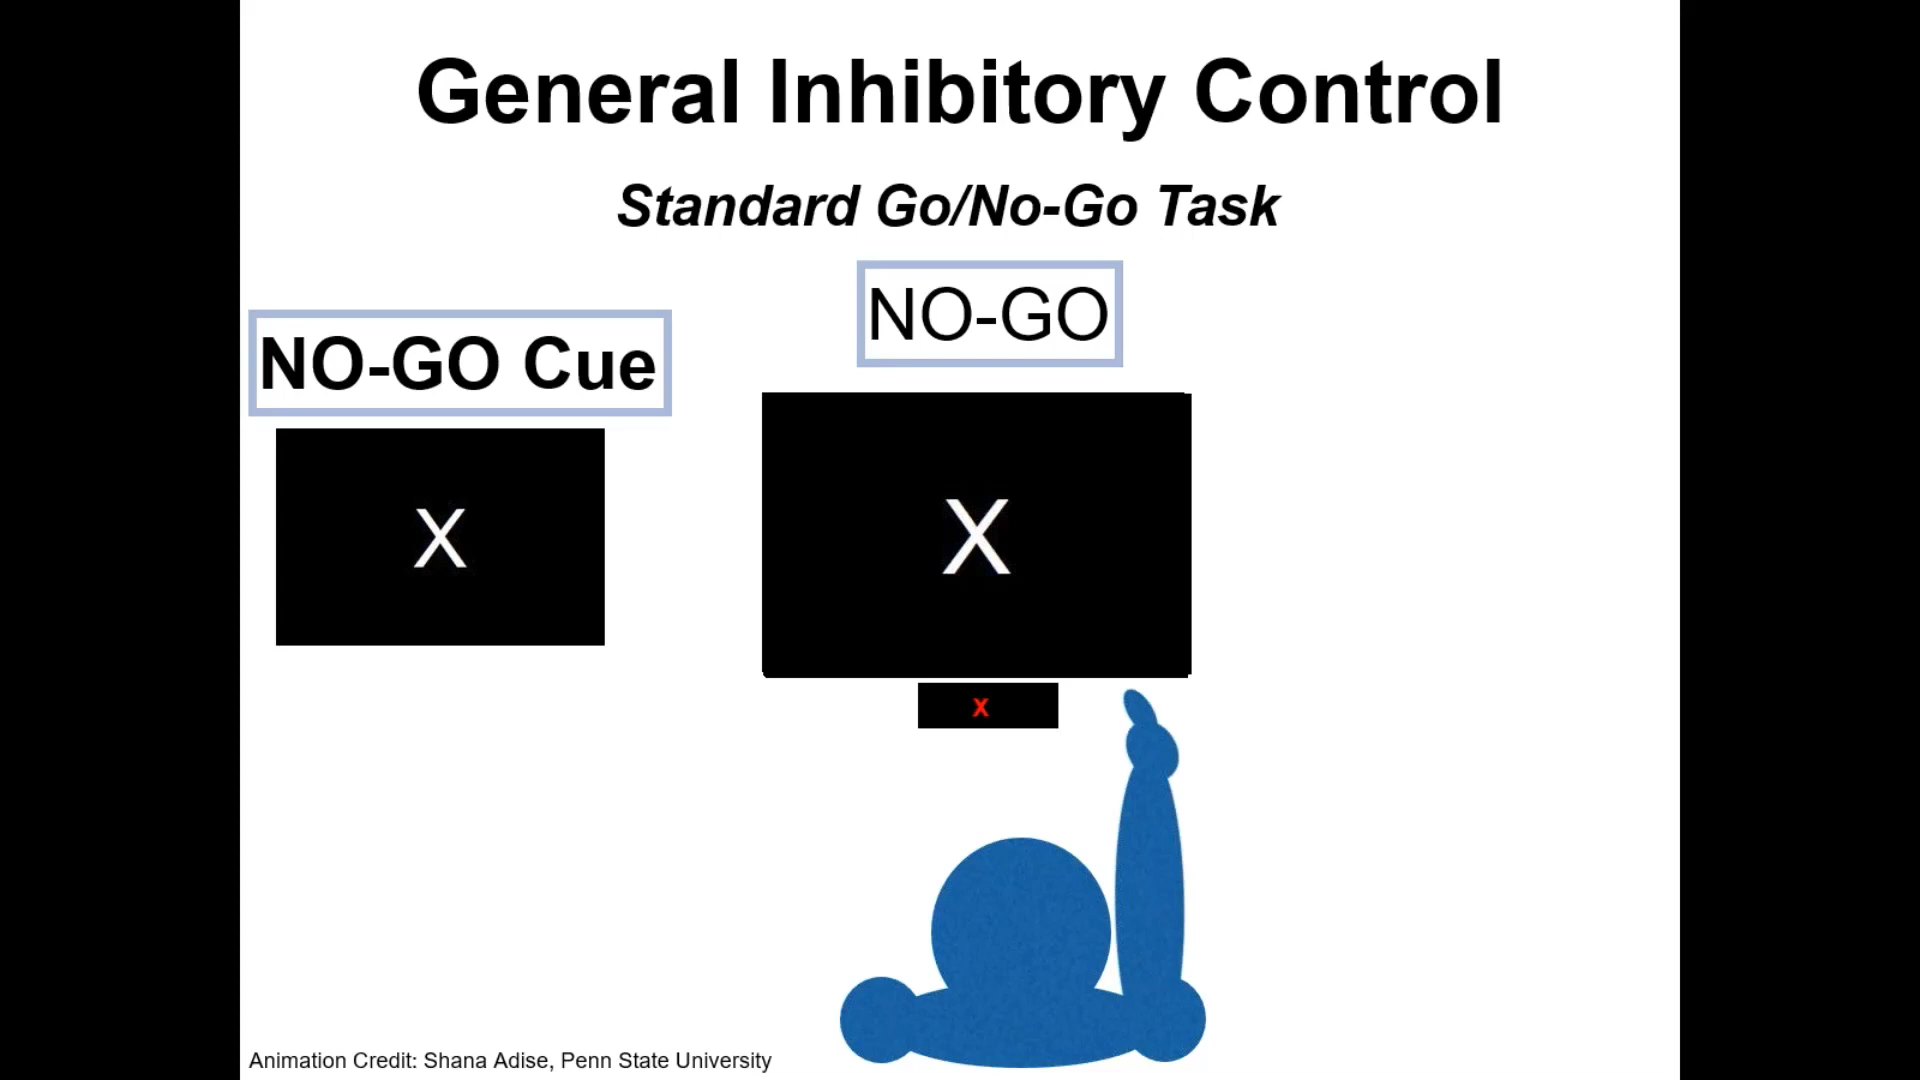 General Inhibitory Control
Standard Go/No-Go Task
NO-GO
NO-GO Cue
X
X
x
Animation Credit: Shana Adise, Penn State University